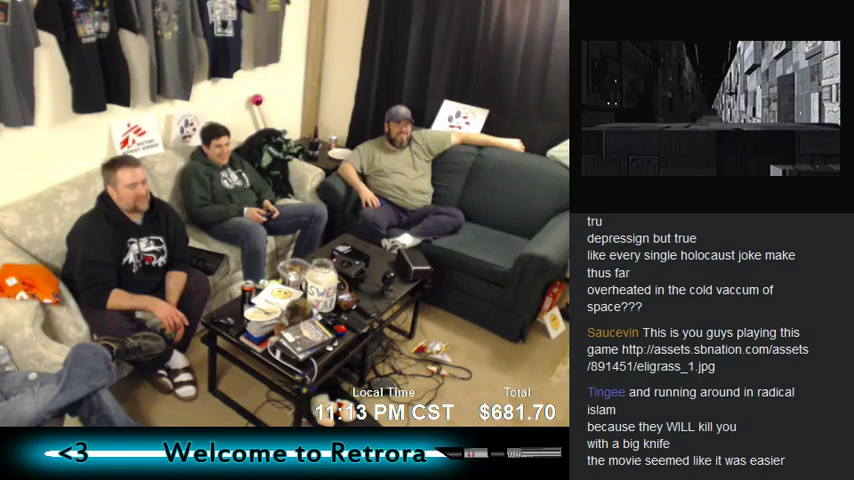 tru
depressign but true
like every single holocaust joke make
thus far
overheated in the cold vaccum of
space???
Saucevin This is you guys playing this
game http://assets.sbnation.com/assets
/891451/eligrass_1.jpg
Tingee and running around in radical
islam
because they WILL kill you
with a big knife
the movie seemed like it was easier
SWE
Local Time
11:13 PM CST
Total
$681.70
<3
Welcome to Retrora